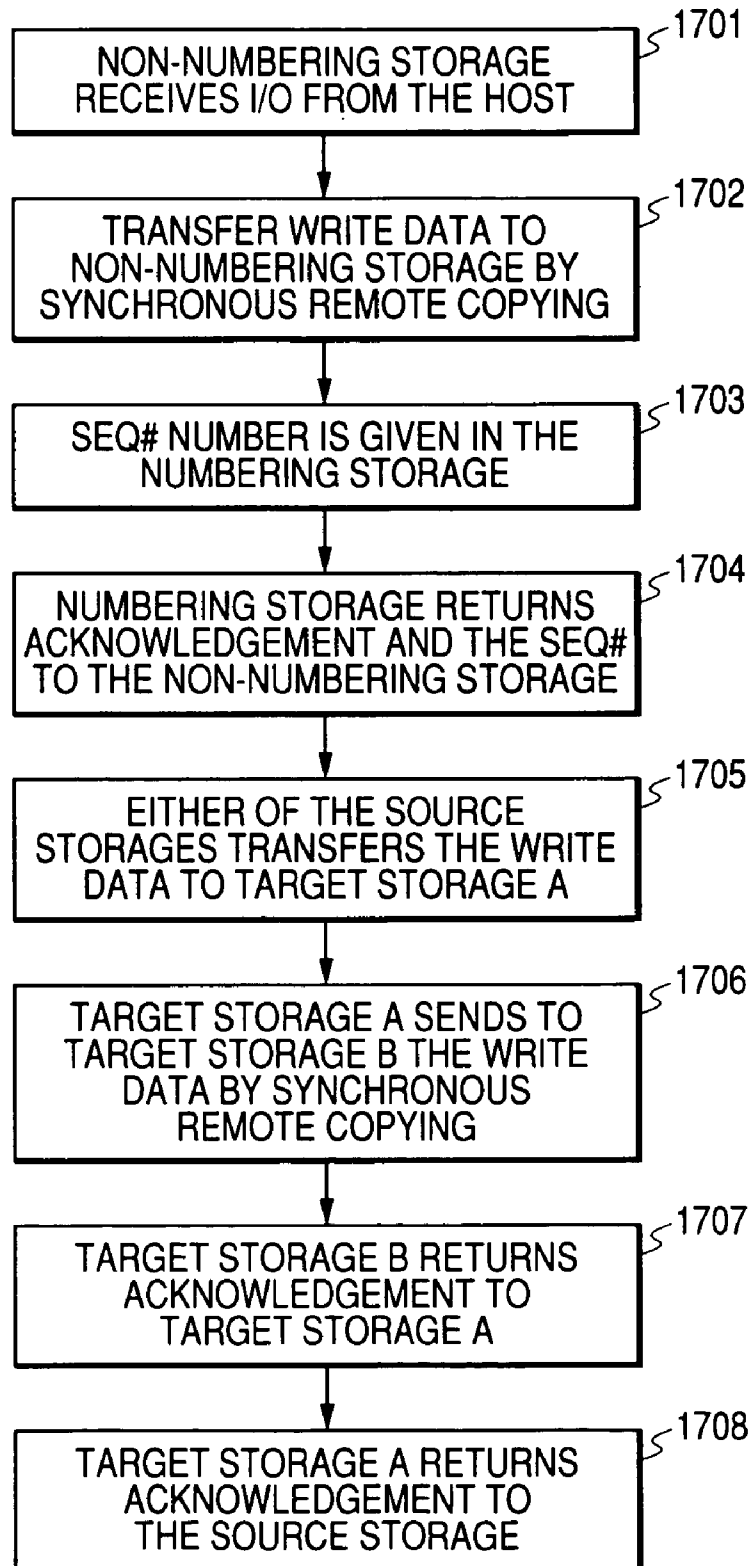 1701
NON-NUMBERING STORAGE
RECEIVES I/O FROM THE HOST
1702
TRANSFER WRITE DATA TO
NON-NUMBERING STORAGE BY
SYNCHRONOUS REMOTE COPYING
1703
SEQ# NUMBER IS GIVEN IN THE
NUMBERING STORAGE
1704
NUMBERING STORAGE RETURNS
ACKNOWLEDGEMENT AND THE SEQ#
TO THE NON-NUMBERING STORAGE
1705
EITHER OF THE SOURCE
STORAGES TRANSFERS THE WRITE
DATA TO TARGET STORAGE A
1706
TARGET STORAGE A SENDS TO
TARGET STORAGE B THE WRITE
DATA BY SYNCHRONOUS
REMOTE COPYING
1707
TARGET STORAGE B RETURNS
ACKNOWLEDGEMENT TO
TARGET STORAGE A
1708
TARGET STORAGE A RETURNS
ACKNOWLEDGEMENT TO
THE SOURCE STORAGE